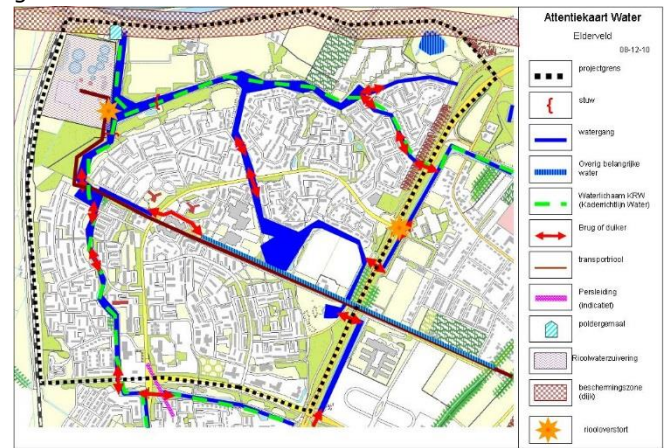 Attentiekaart Water
Elderveld
08-12-10
projectgrens
stuw
watergang
Overig belangrijke
water
Waterlichaam KRW
(Kaderrichtlijn Water)
Brug of duiker
transportriool
Persleiding
(indicatief)
poldergemaal
Rioolwaterzuivering
beschermingszone
(dijk)
riooloverstort